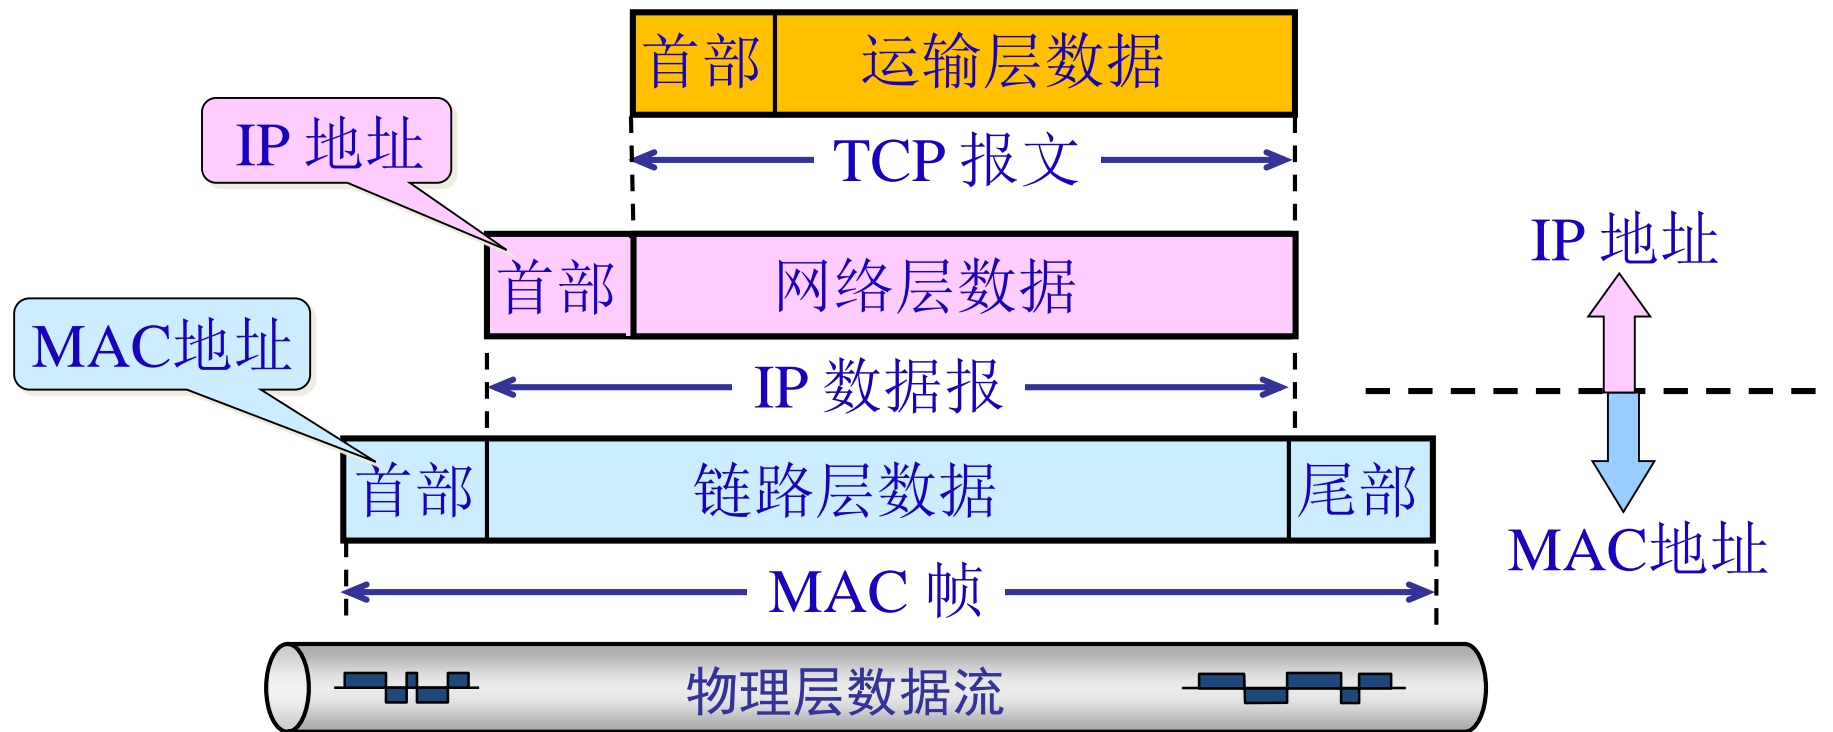 首部 运输层数据
IP 地址
TCP 报文
IP 地址
首部 网络层数据
MAC地址
IP 数据报
首部 链路层数据 尾部
MAC地址
MAC 帧
物理层数据流